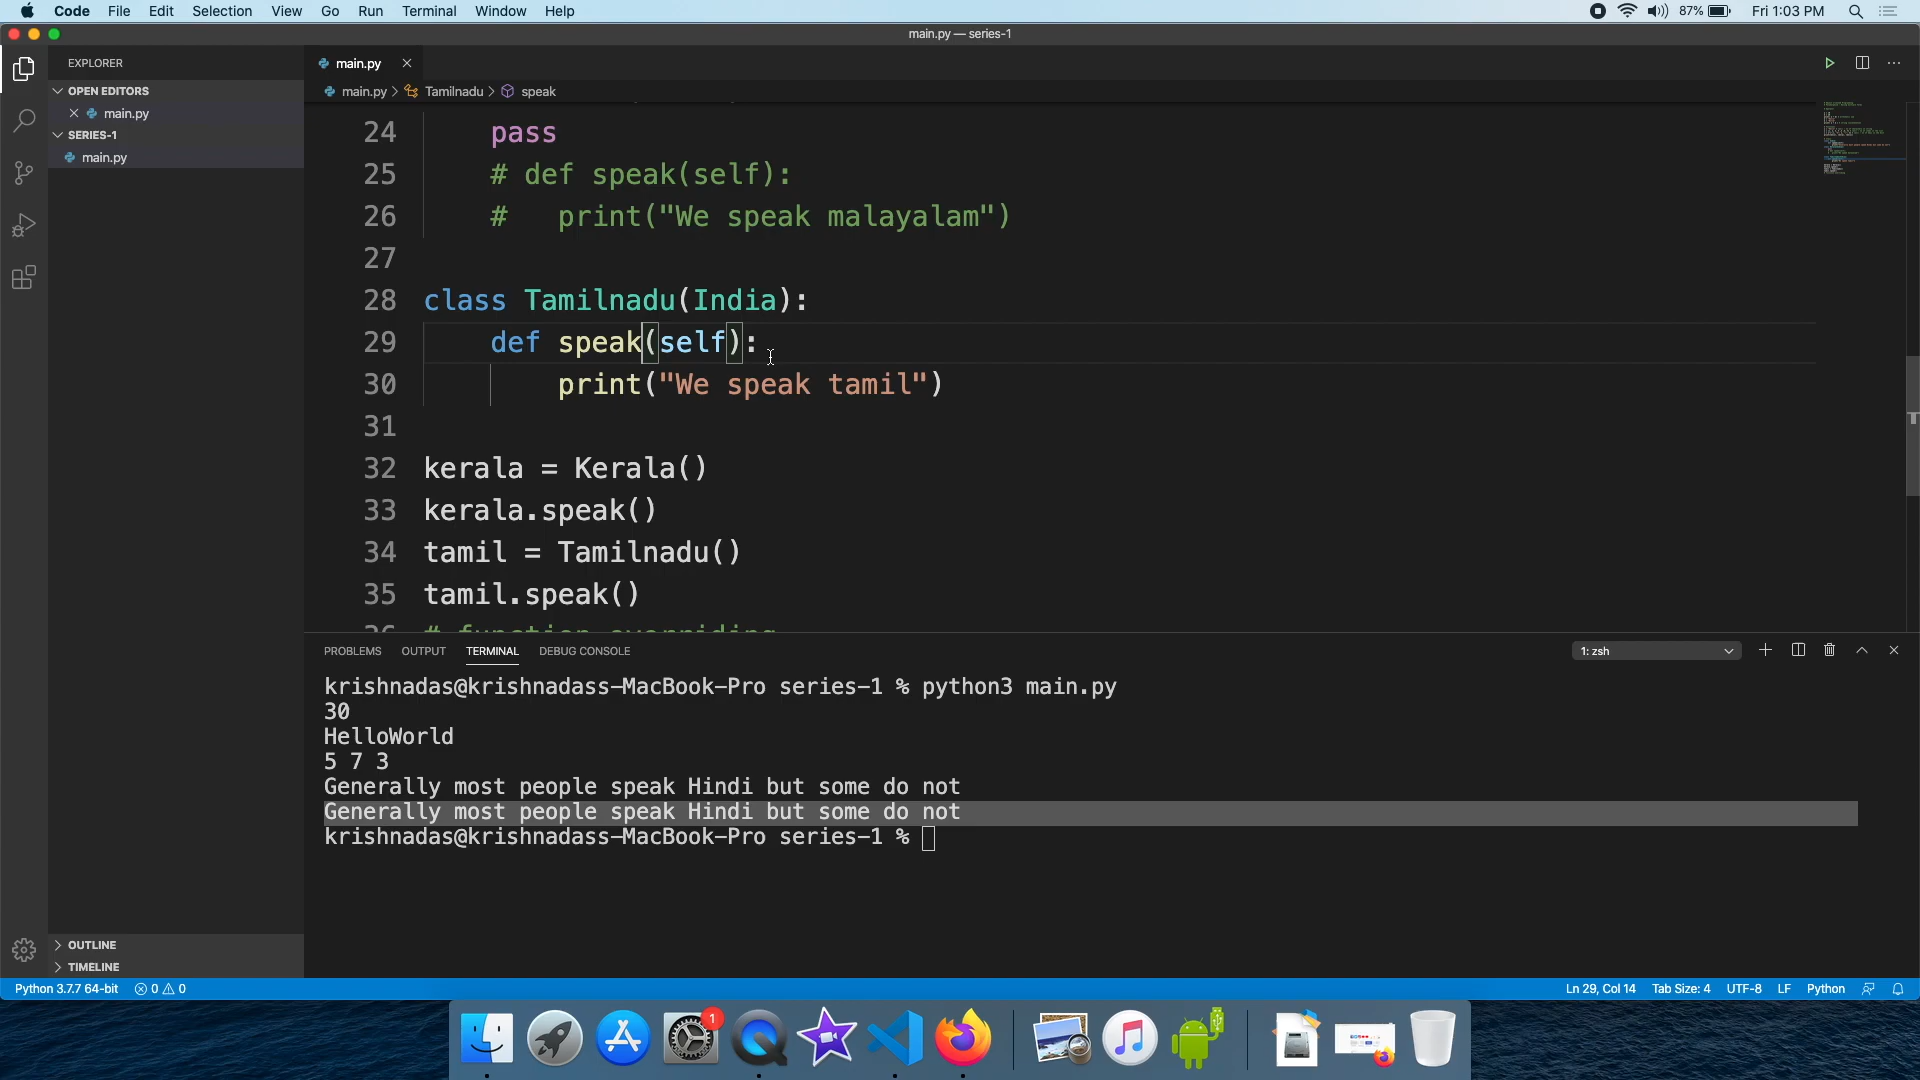 Code File Edit Selection View Go Run Terminal Window Help 87% Fri 1:03 PM
main.py — series-1
EXPLORER
OPEN EDITORS
main.py
SERIES-1
main.py
OUTLINE
TIMELINE
main.py
main.py > Tamilnadu > speak
24 pass
25 # def speak(self):
26 #   print("We speak malayalam")
27
28 class Tamilnadu(India):
29 def speak(self):
30 print("We speak tamil")
31
32 kerala = Kerala()
33 kerala.speak()
34 tamil = Tamilnadu()
35 tamil.speak()
# function overriding
PROBLEMS OUTPUT TERMINAL DEBUG CONSOLE 1: zsh
krishnadas@krishnadass-MacBook-Pro series-1 % python3 main.py
30
HelloWorld
5 7 3
Generally most people speak Hindi but some do not
Generally most people speak Hindi but some do not
krishnadas@krishnadass-MacBook-Pro series-1 %
Python 3.7.7 64-bit 0 0 Ln 29, Col 14 Tab Size: 4 UTF-8 LF Python
1